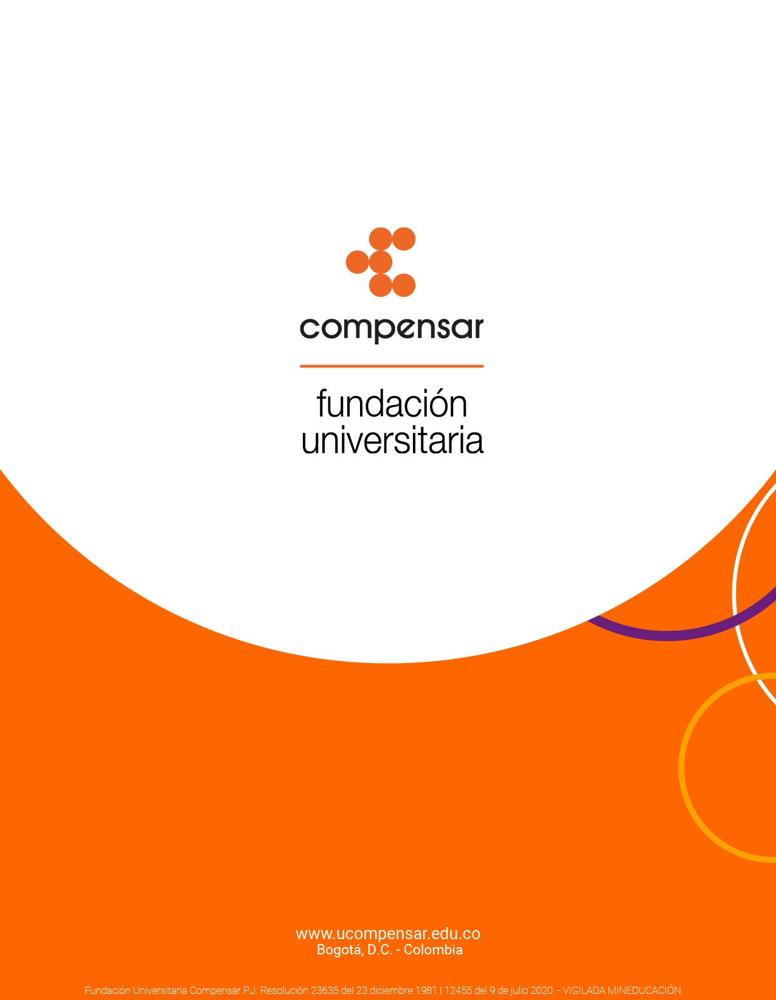 compensar
fundación
universitaria
www.ucompensar.edu.co
Bogotá, D.C. - Colombia
Fundación Universitaria Compensar P.J. Resolución 23635 del 23 diciembre 1981 | 12455 del 9 de julio 2020. - VIGILADA MINEDUCACIÓN